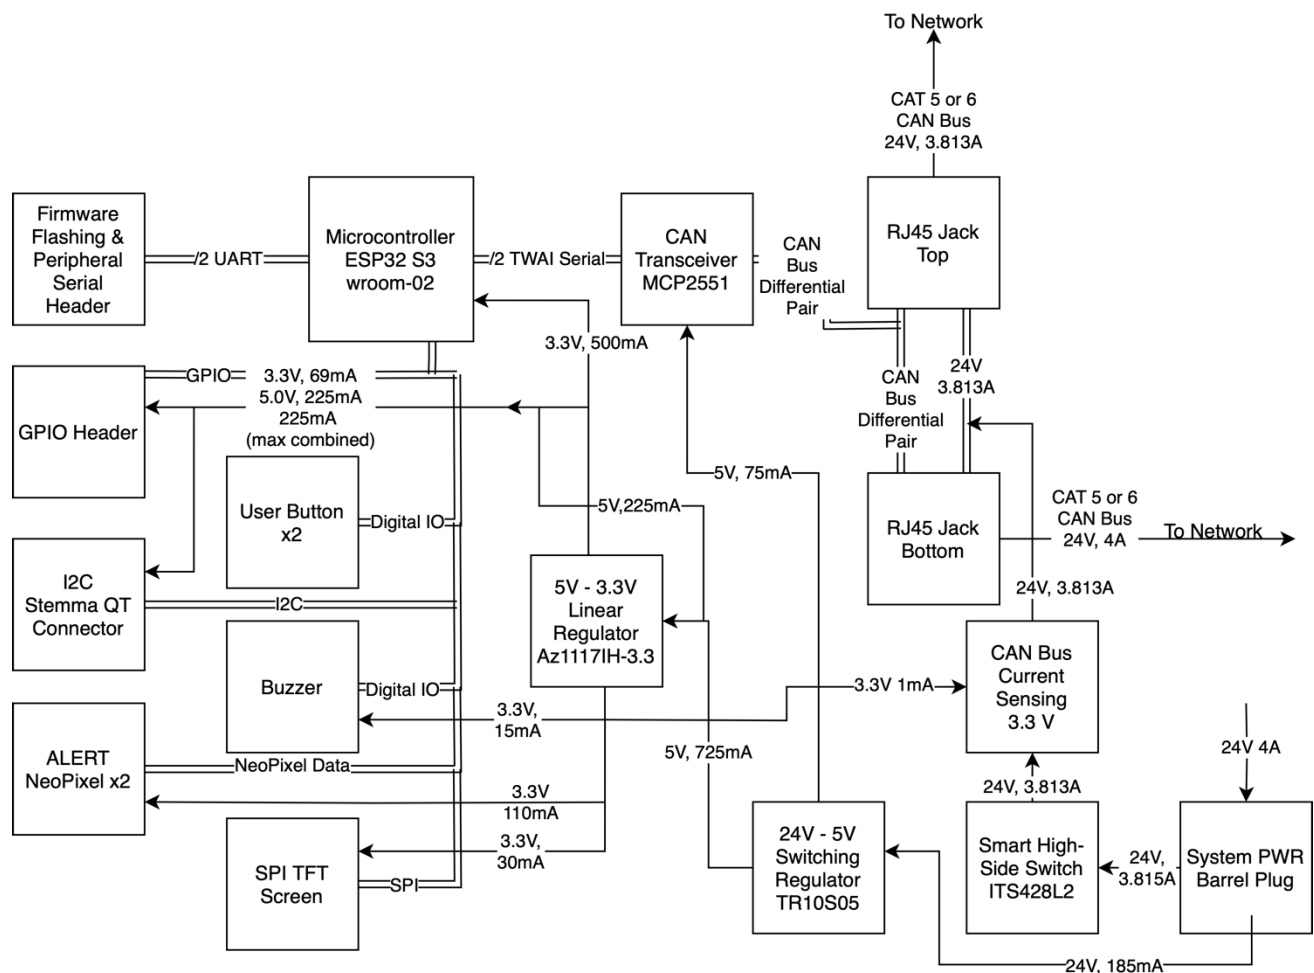 To Network
CAT 5 or 6
CAN Bus
24V, 3.813A
Firmware
Flashing &
Peripheral
Serial
Header
/2 UART
Microcontroller
ESP32 S3
wroom-02
/2 TWAI Serial
CAN
Transceiver
MCP2551
CAN
Bus
Differential
Pair
RJ45 Jack
Top
3.3V, 500mA
24V
3.813A
CAN
Bus
Differential
Pair
GPIO
3.3V, 69mA
5.0V, 225mA
225mA
(max combined)
GPIO Header
User Button
x2
Digital IO
5V,225mA
5V, 75mA
RJ45 Jack
Bottom
CAT 5 or 6
CAN Bus
24V, 4A
To Network
I2C
Stemma QT
Connector
I2C
5V - 3.3V
Linear
Regulator
Az1117IH-3.3
24V, 3.813A
Buzzer
Digital IO
3.3V,
15mA
3.3V 1mA
CAN Bus
Current
Sensing
3.3 V
ALERT
NeoPixel x2
NeoPixel Data
5V, 725mA
24V 4A
3.3V
110mA
24V, 3.813A
SPI TFT
Screen
SPI
3.3V,
30mA
24V - 5V
Switching
Regulator
TR10S05
Smart High-
Side Switch
ITS428L2
24V,
3.815A
System PWR
Barrel Plug
24V, 185mA